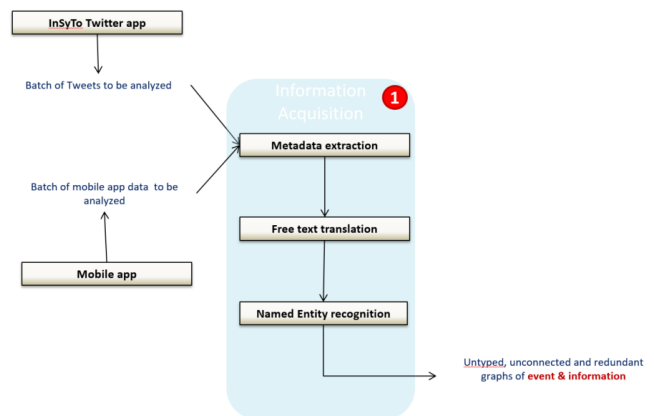 InSyTo Twitter app
Batch of Tweets to be analyzed
Information
Acquisition
1
Metadata extraction
Batch of mobile app data to be
analyzed
Free text translation
Mobile app
Named Entity recognition
Untyped, unconnected and redundant
graphs of event & information